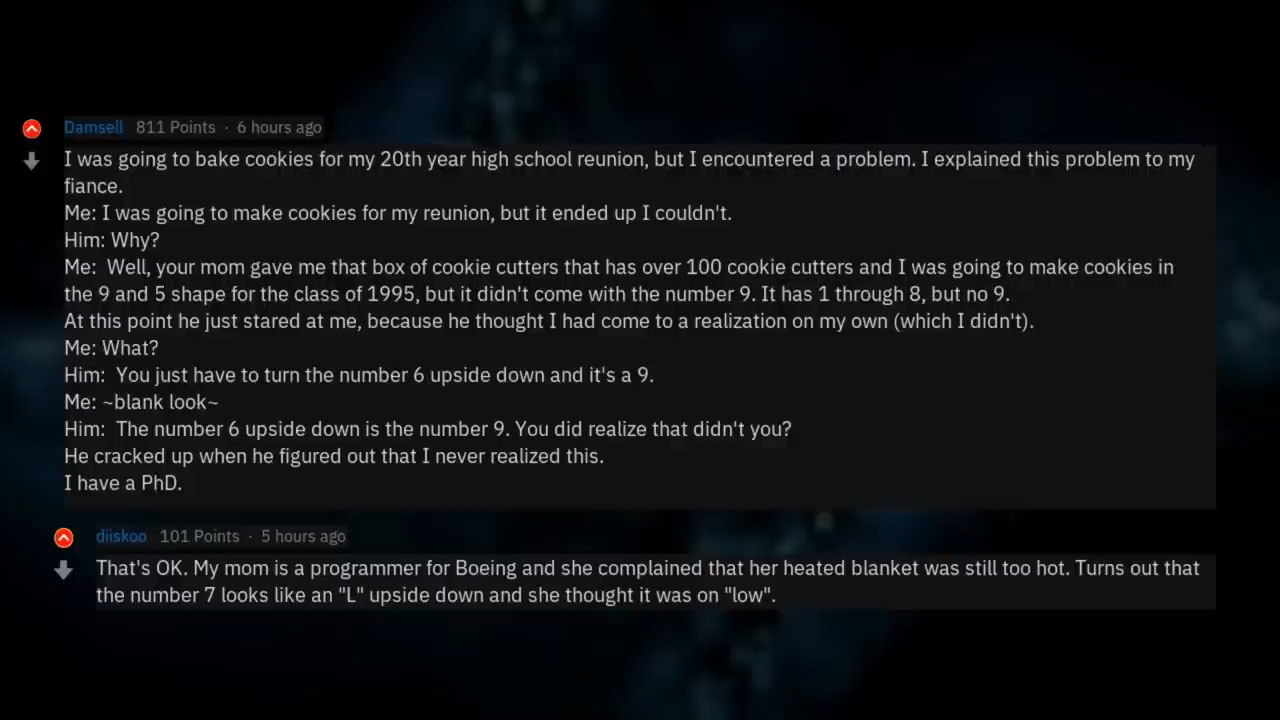 Damsell 811 Points · 6 hours ago
I was going to bake cookies for my 20th year high school reunion, but I encountered a problem. I explained this problem to my
fiance.
Me: I was going to make cookies for my reunion, but it ended up I couldn't.
Him: Why?
Me:  Well, your mom gave me that box of cookie cutters that has over 100 cookie cutters and I was going to make cookies in
the 9 and 5 shape for the class of 1995, but it didn't come with the number 9. It has 1 through 8, but no 9.
At this point he just stared at me, because he thought I had come to a realization on my own (which I didn't).
Me: What?
Him:  You just have to turn the number 6 upside down and it's a 9.
Me: ~blank look~
Him:  The number 6 upside down is the number 9. You did realize that didn't you?
He cracked up when he figured out that I never realized this.
I have a PhD.
diiskoo 101 Points · 5 hours ago
That's OK. My mom is a programmer for Boeing and she complained that her heated blanket was still too hot. Turns out that
the number 7 looks like an "L" upside down and she thought it was on "low".